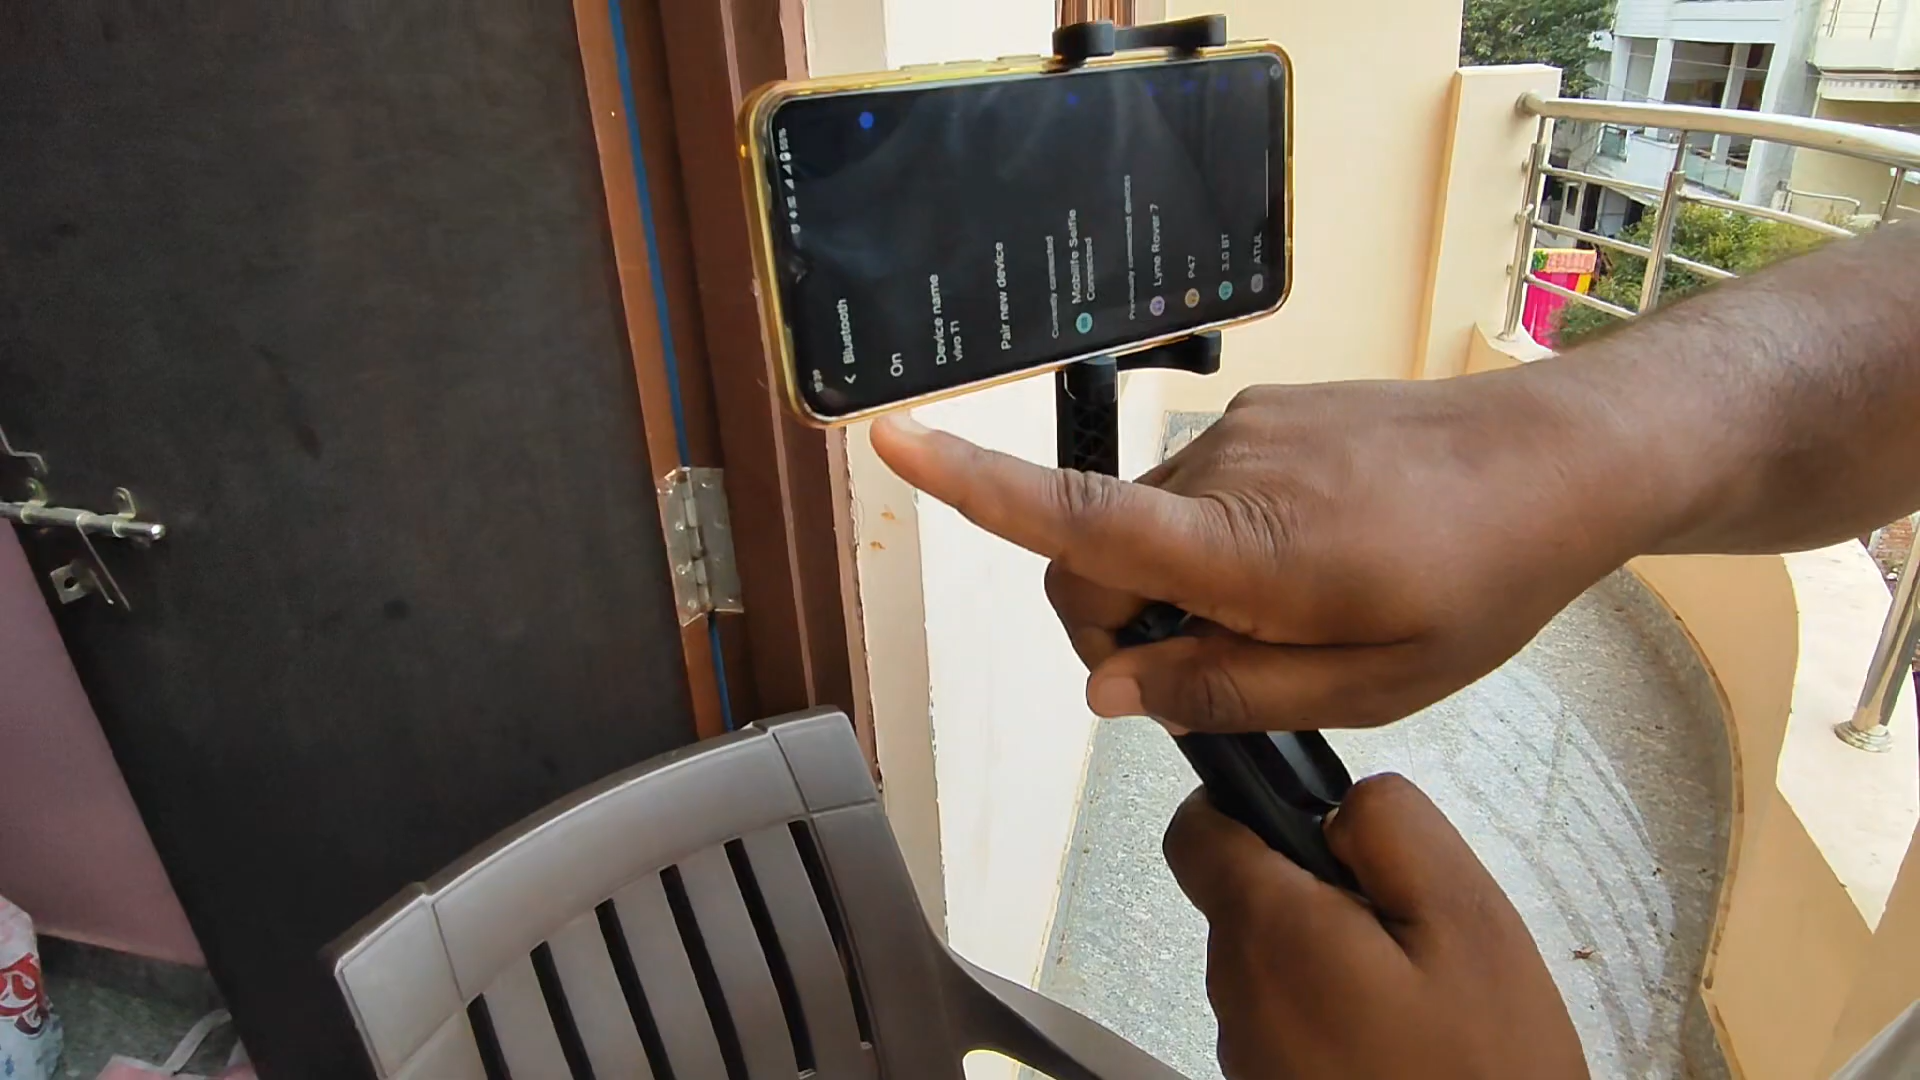 Bluetooth
On
Device name
vivo T1
Pair new device
Currently connected
Mobilife Selfie
Connected
Previously connected devices
Lyne Rover 7
P47
3.0 BT
ATUL